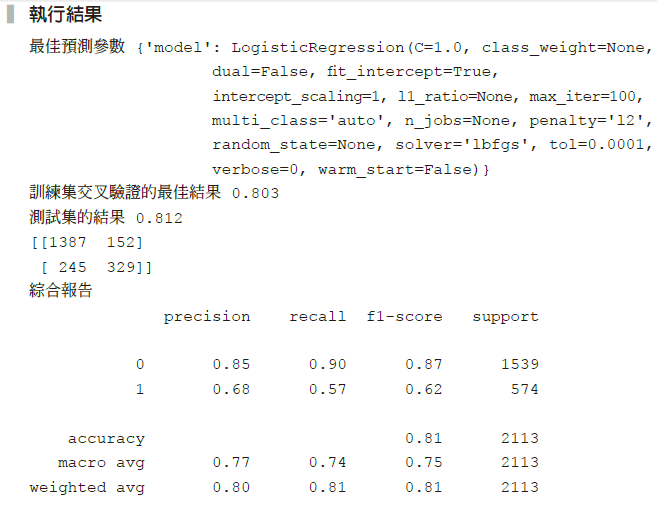 執行結果
最佳預測參數 {'model': LogisticRegression(C=1.0, class_weight=None,
dual=False, fit_intercept=True,
intercept_scaling=1, l1_ratio=None, max_iter=100,
multi_class='auto', n_jobs=None, penalty='l2',
random_state=None, solver='lbfgs', tol=0.0001,
verbose=0, warm_start=False)}
訓練集交叉驗證的最佳結果 0.803
測試集的結果 0.812
[[1387 152]
[ 245 329]]
綜合報告
precision recall f1-score support
0 0.85 0.90 0.87 1539
1 0.68 0.57 0.62 574
accuracy 0.81 2113
macro avg 0.77 0.74 0.75 2113
weighted avg 0.80 0.81 0.81 2113